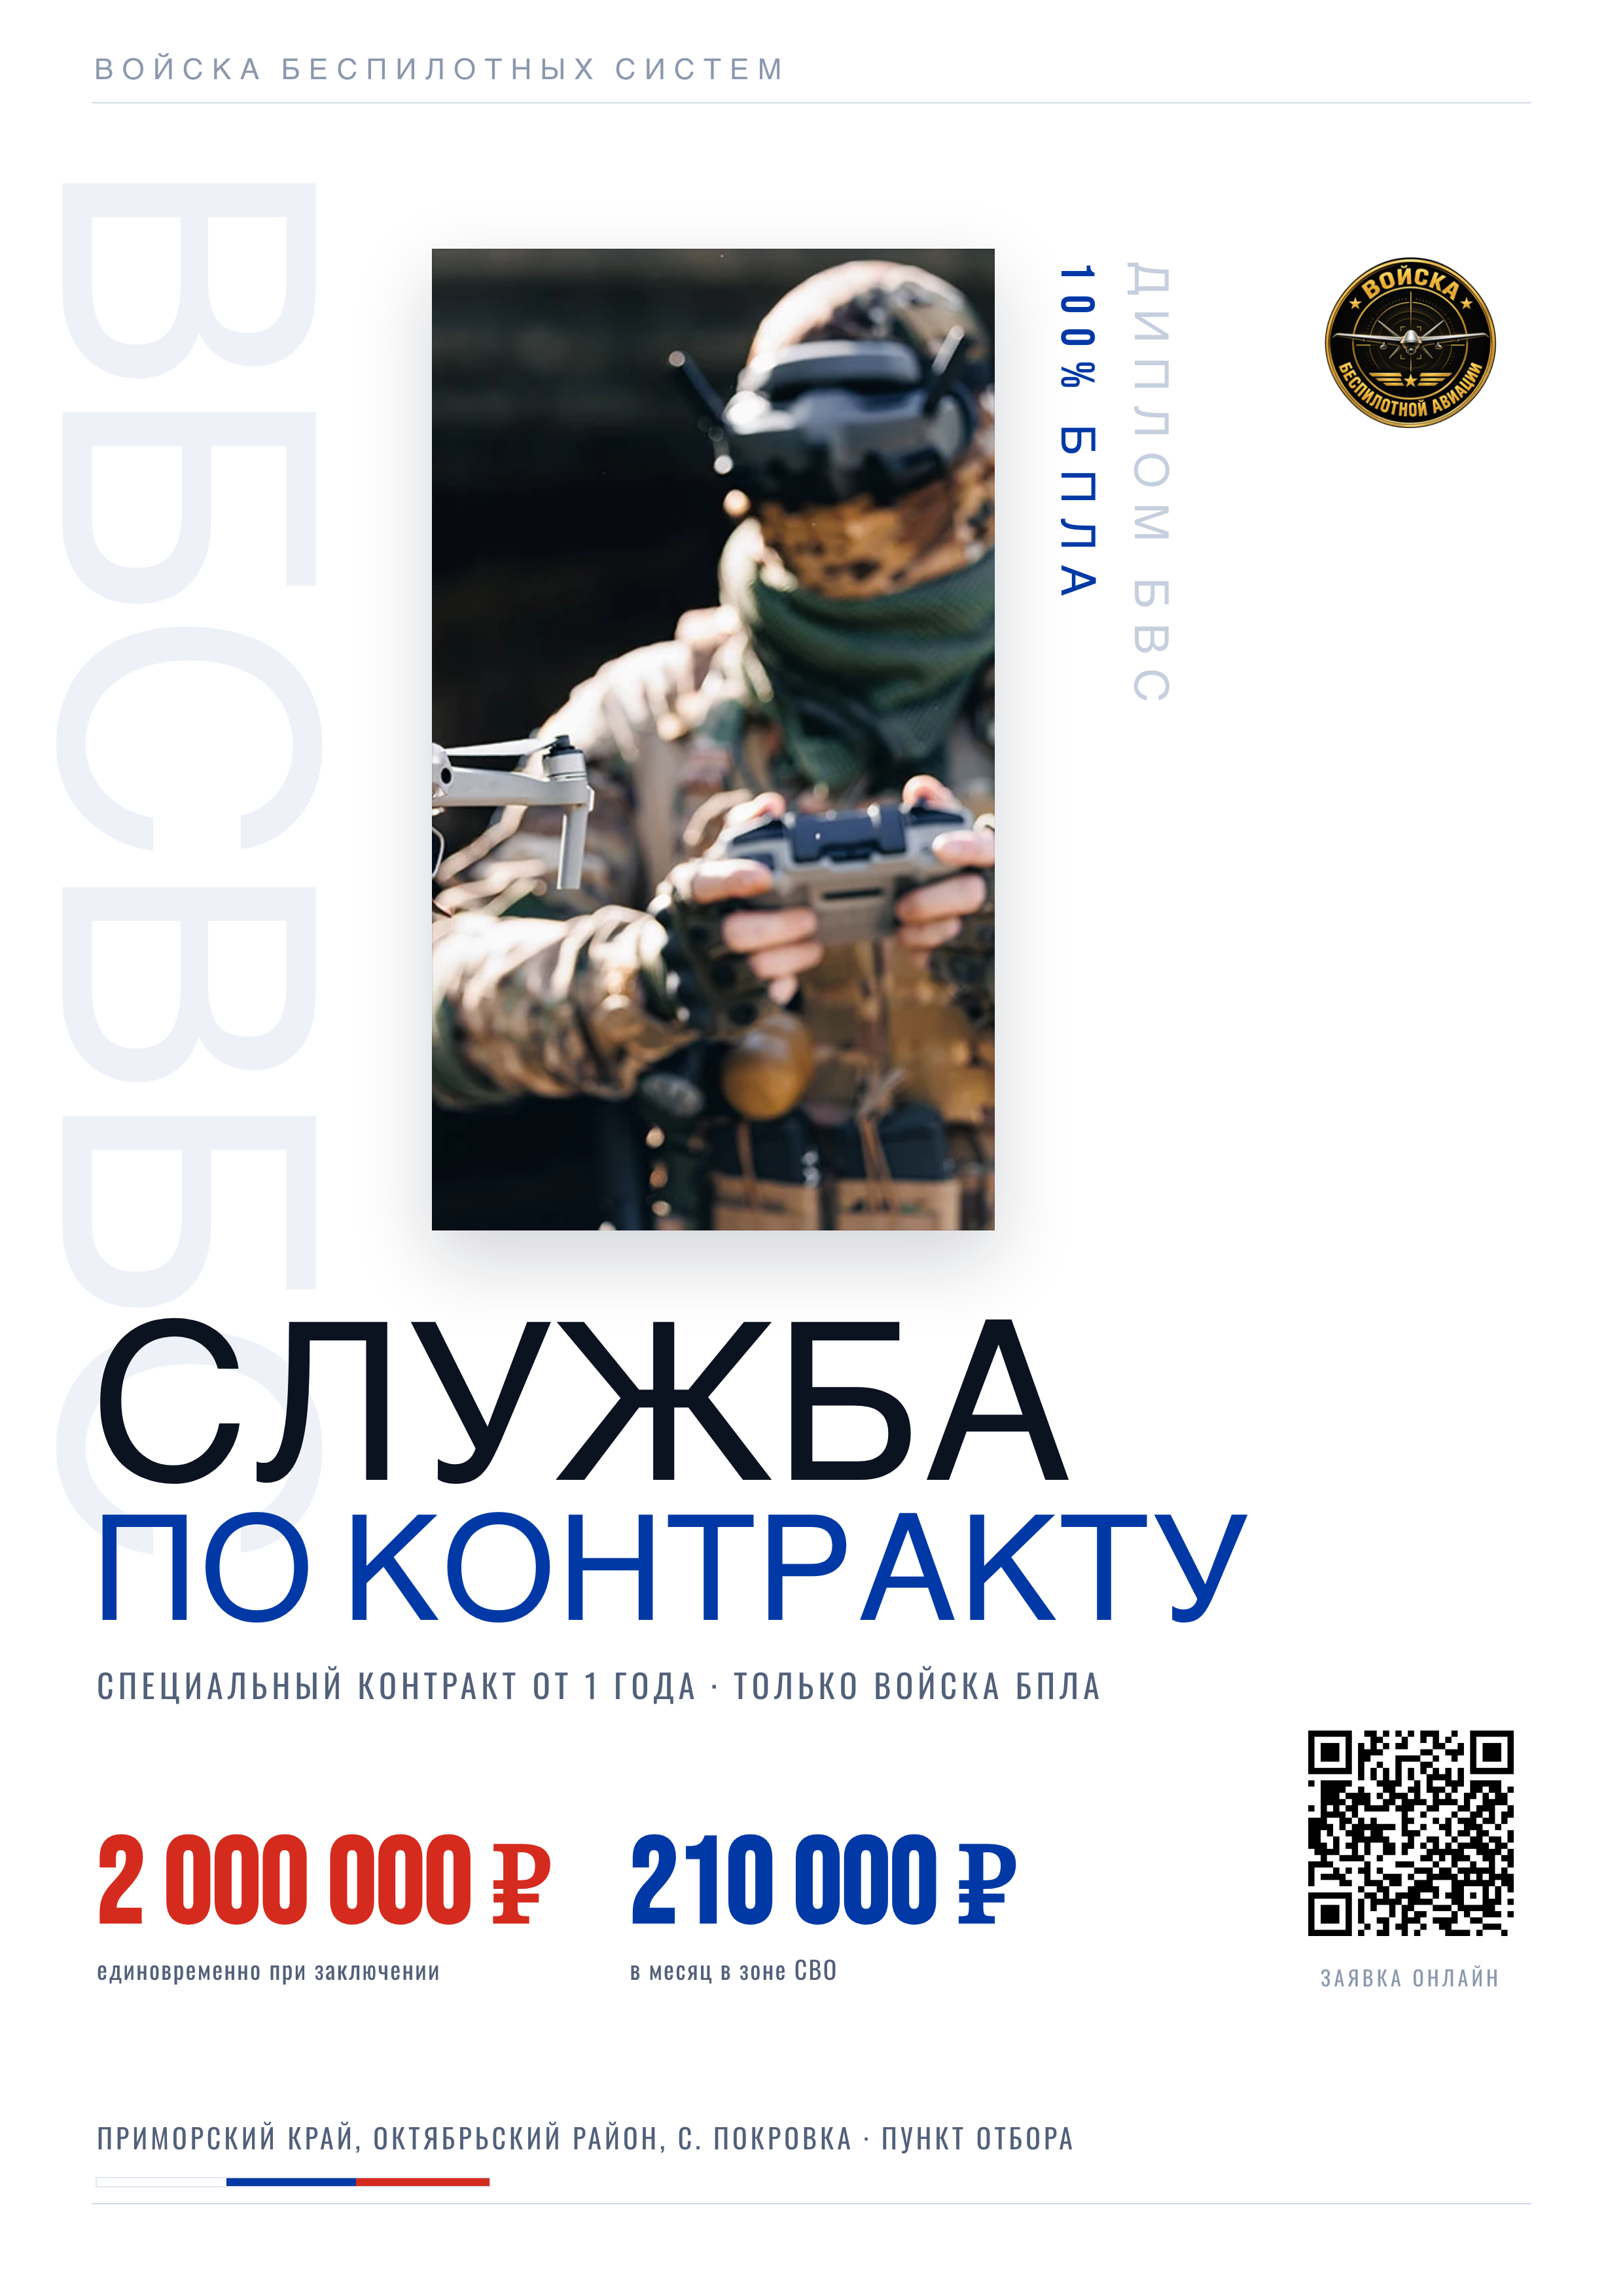 ВОЙСКА БЕСПИЛОТНЫХ СИСТЕМ
ВБСВБС
100% БПЛА
ДИПЛОМ БВС
ВОЙСКА
БЕСПИЛОТНОЙ АВИАЦИИ
СЛУЖБА
ПО КОНТРАКТУ
СПЕЦИАЛЬНЫЙ КОНТРАКТ ОТ 1 ГОДА · ТОЛЬКО ВОЙСКА БПЛА
2 000 000 ₽
единовременно при заключении
210 000 ₽
в месяц в зоне СВО
ЗАЯВКА ОНЛАЙН
ПРИМОРСКИЙ КРАЙ, ОКТЯБРЬСКИЙ РАЙОН, С. ПОКРОВКА · ПУНКТ ОТБОРА